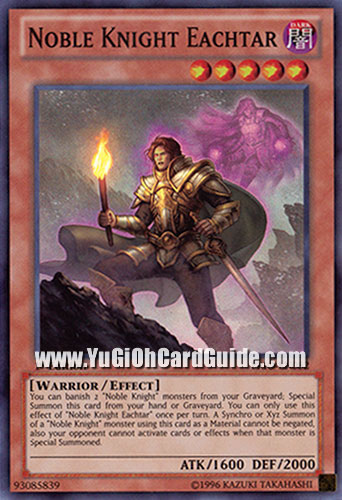 NOBLE KNIGHT EACHTAR
DARK
闇
www.YuGiOhCardGuide.com
[WARRIOR / EFFECT]
You can banish 2 "Noble Knight" monsters from your Graveyard; Special
Summon this card from your hand or Graveyard. You can only use this
effect of "Noble Knight Eachtar" once per turn. A Synchro or Xyz Summon
of a "Noble Knight" monster using this card as a Material cannot be negated,
also your opponent cannot activate cards or effects when that monster is
Special Summoned.
ATK/1600 DEF/2000
93085839
©1996 KAZUKI TAKAHASHI